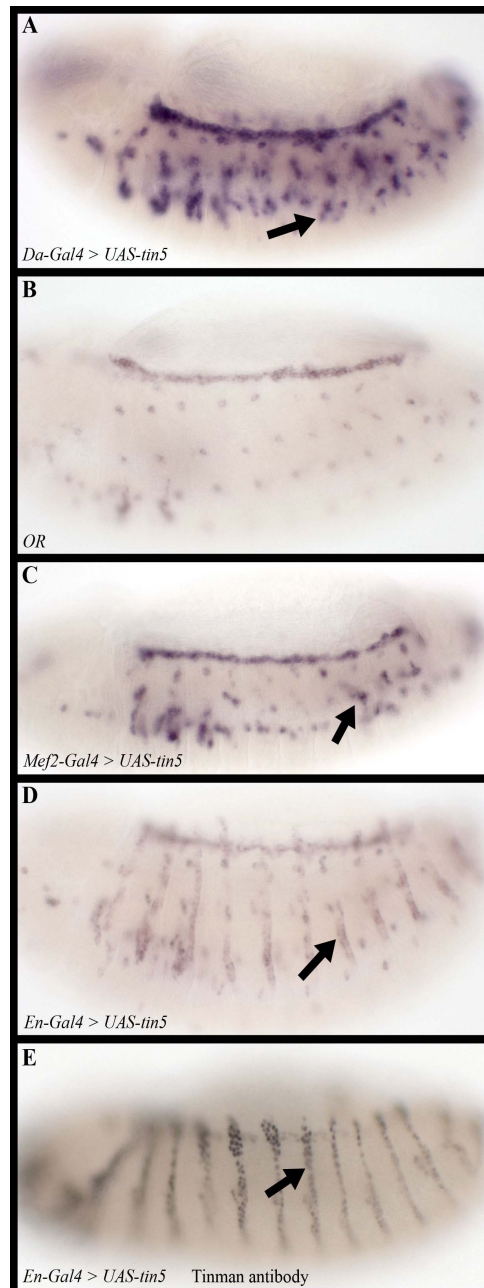 A
Da-Gal4 > UAS-tin5
B
OR
C
Mef2-Gal4 > UAS-tin5
D
En-Gal4 > UAS-tin5
E
En-Gal4 > UAS-tin5 Tinman antibody